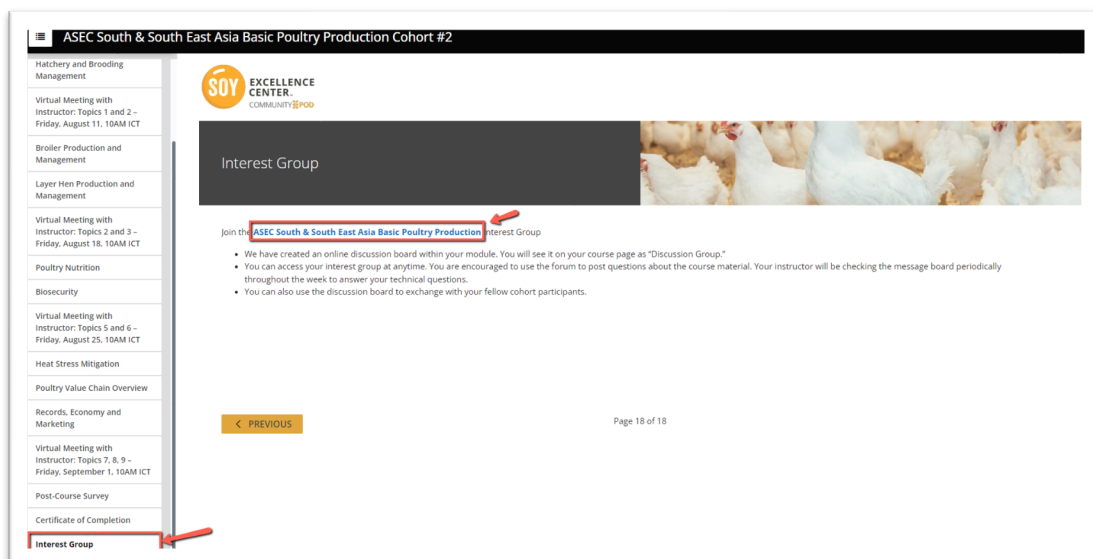 ASEC South & South East Asia Basic Poultry Production Cohort #2
Hatchery and Brooding
Management
Virtual Meeting with
Instructor: Topics 1 and 2 –
Friday, August 11, 10AM ICT
Broiler Production and
Management
Layer Hen Production and
Management
Virtual Meeting with
Instructor: Topics 2 and 3 –
Friday, August 18, 10AM ICT
Poultry Nutrition
Biosecurity
Virtual Meeting with
Instructor: Topics 5 and 6 –
Friday, August 25, 10AM ICT
Heat Stress Mitigation
Poultry Value Chain Overview
Records, Economy and
Marketing
Virtual Meeting with
Instructor: Topics 7, 8, 9 –
Friday, September 1, 10AM ICT
Post-Course Survey
Certificate of Completion
Interest Group
SOY EXCELLENCE
CENTER™
COMMUNITY POD
Interest Group
Join the ASEC South & South East Asia Basic Poultry Production Interest Group
• We have created an online discussion board within your module. You will see it on your course page as “Discussion Group.”
• You can access your interest group at anytime. You are encouraged to use the forum to post questions about the course material. Your instructor will be checking the message board periodically
throughout the week to answer your technical questions.
• You can also use the discussion board to exchange with your fellow cohort participants.
< PREVIOUS
Page 18 of 18